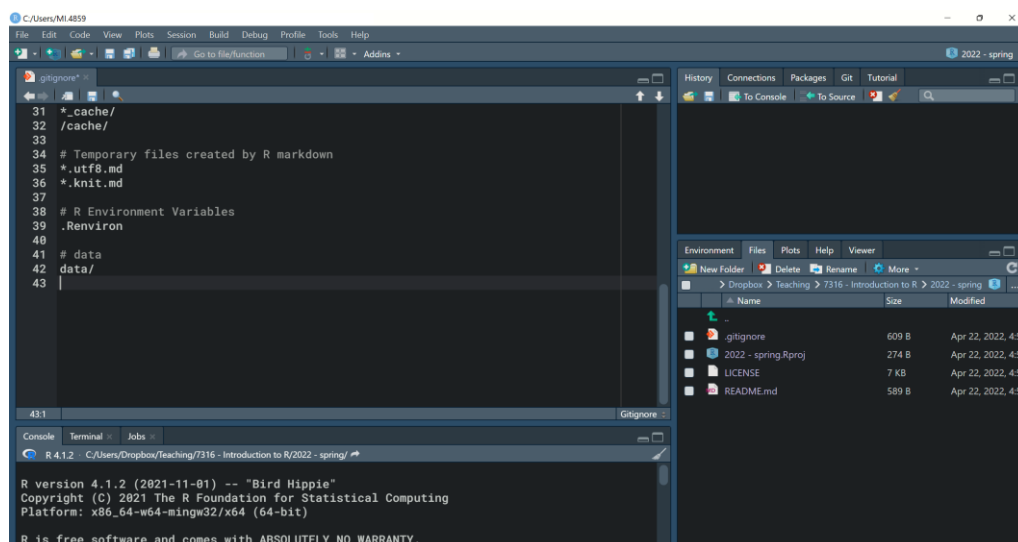 C:/Users/MI.4859
File Edit Code View Plots Session Build Debug Profile Tools Help
Go to file/function Addins 2022 - spring
.gitignore*
31 *_cache/
32 /cache/
33
34 # Temporary files created by R markdown
35 *.utf8.md
36 *.knit.md
37
38 # R Environment Variables
39 .Renviron
40
41 # data
42 data/
43
43:1 Gitignore
Console Terminal Jobs
R 4.1.2 · C:/Users/Dropbox/Teaching/7316 - Introduction to R/2022 - spring/
R version 4.1.2 (2021-11-01) -- "Bird Hippie"
Copyright (C) 2021 The R Foundation for Statistical Computing
Platform: x86_64-w64-mingw32/x64 (64-bit)
R is free software and comes with ABSOLUTELY NO WARRANTY.
History Connections Packages Git Tutorial
To Console To Source
Environment Files Plots Help Viewer
New Folder Delete Rename More
> Dropbox > Teaching > 7316 - Introduction to R > 2022 - spring ...
Name Size Modified
..
.gitignore 609 B Apr 22, 2022, 4:
2022 - spring.Rproj 274 B Apr 22, 2022, 4:
LICENSE 7 KB Apr 22, 2022, 4:
README.md 589 B Apr 22, 2022, 4: